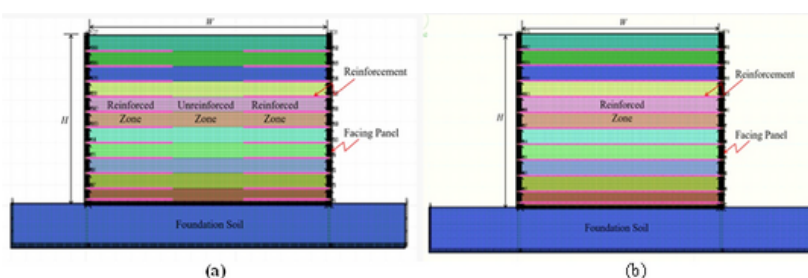 W
H
Reinforcement
Reinforced Unreinforced Reinforced
Zone Zone Zone
Facing Panel
Foundation Soil
(a)
W
H
Reinforcement
Reinforced
Zone
Facing Panel
Foundation Soil
(b)